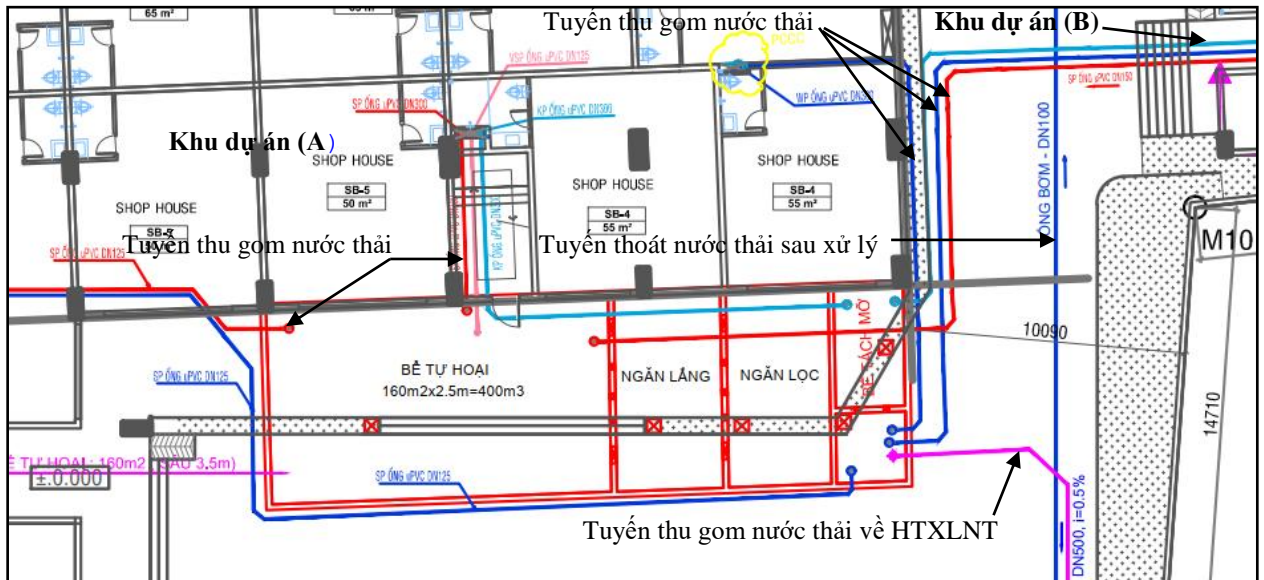 65 m²
Tuyến thu gom nước thải
Khu dự án (B)
PCCC
VSP ỐNG uPVC DN125
SP ỐNG uPVC DN150
SP ỐNG uPVC DN300
KP ỐNG uPVC DN380
Khu dự án (A)
SHOP HOUSE
SB-5
50 m²
SHOP HOUSE
SHOP HOUSE
SB-4
55 m²
SHOP HOUSE
SB-4
55 m²
ỐNG BƠM - DN100
M10
Tuyến thu gom nước thải
Tuyến thoát nước thải sau xử lý
SP ỐNG uPVC DN125
10090
14710
BỂ TỰ HOẠI
160m2x2.5m=400m3
NGĂN LẮNG
NGĂN LỌC
BỂ TÁCH MỠ
SP ỐNG uPVC DN125
SP ỐNG uPVC DN125
±.0.000
Tuyến thu gom nước thải về HTXLNT
DN500, i=0.5%